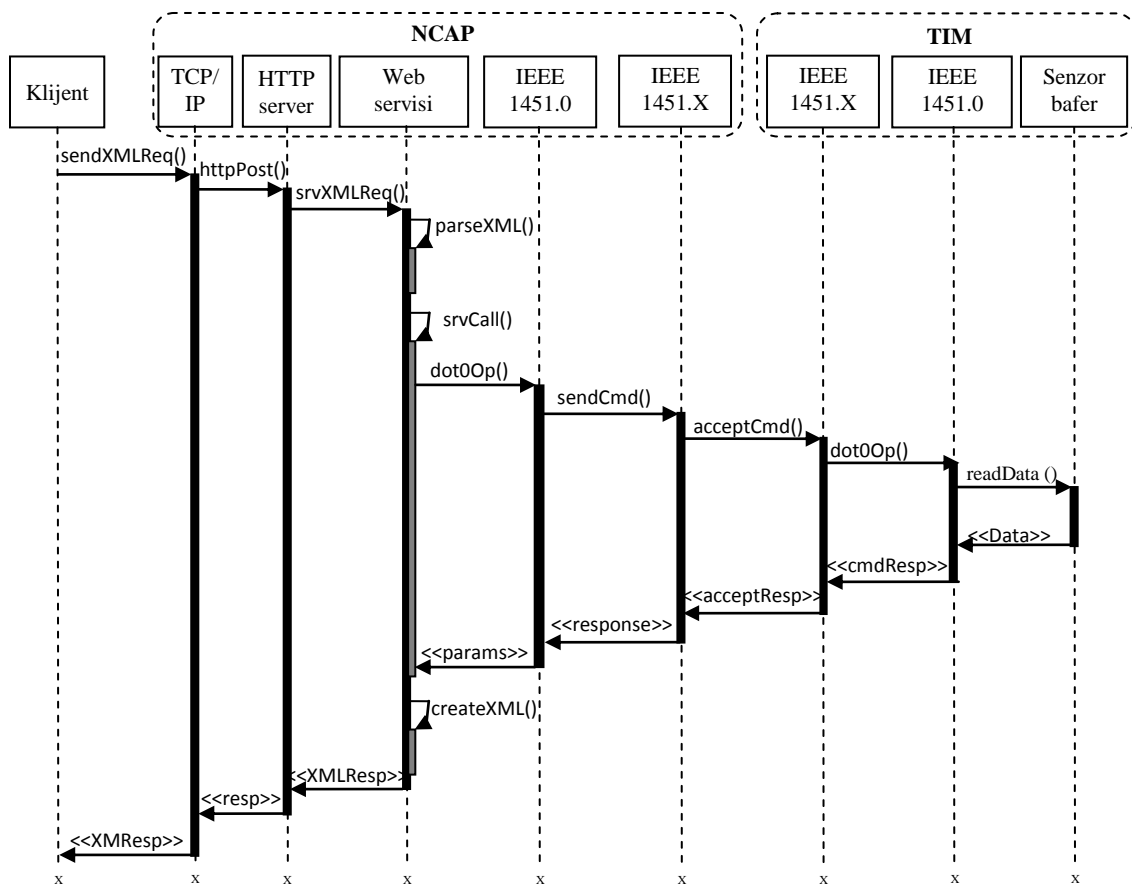 NCAP
TIM
Klijent
TCP/
IP
HTTP
server
Web
servisi
IEEE
1451.0
IEEE
1451.X
IEEE
1451.X
IEEE
1451.0
Senzor
bafer
sendXMLReq()
httpPost()
srvXMLReq()
parseXML()
srvCall()
dot0Op()
sendCmd()
acceptCmd()
dot0Op()
readData ()
<<Data>>
<<cmdResp>>
<<acceptResp>>
<<response>>
<<params>>
createXML()
<<XMLResp>>
<<resp>>
<<XMResp>>
x x x x x x x x x